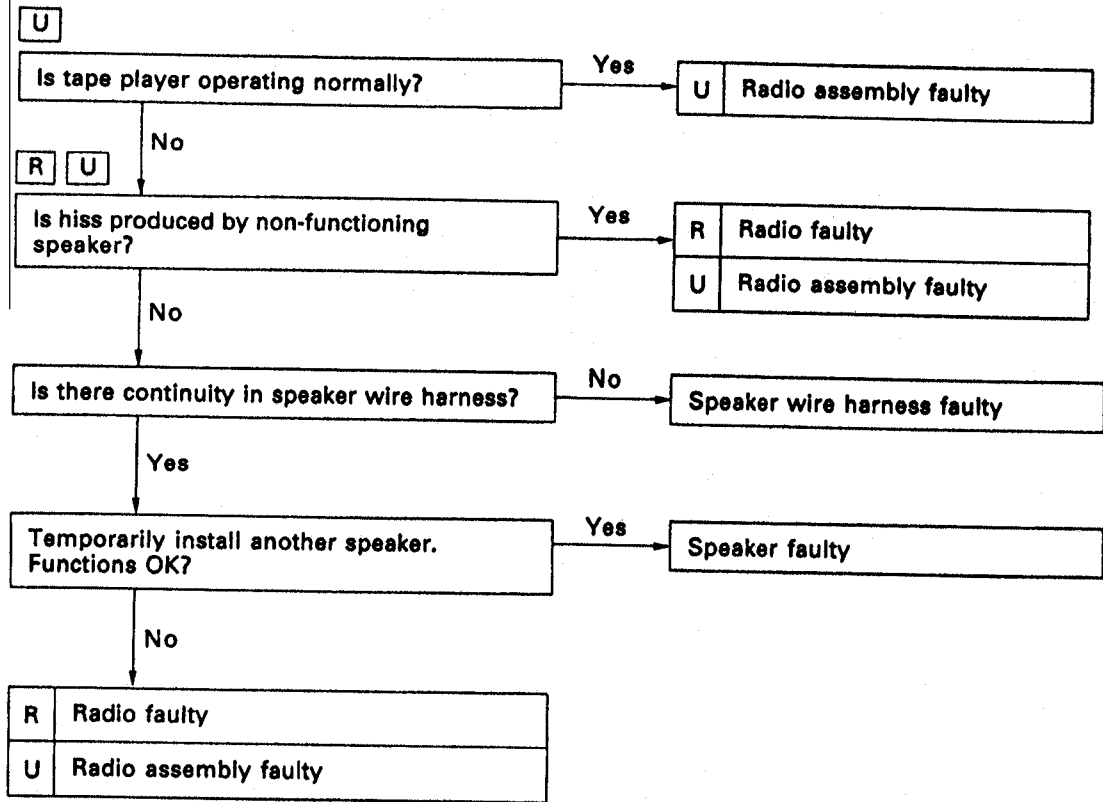 U
Is tape player operating normally?
Yes
U Radio assembly faulty
No
R U
Is hiss produced by non-functioning
speaker?
Yes
R Radio faulty
U Radio assembly faulty
No
Is there continuity in speaker wire harness?
No
Speaker wire harness faulty
Yes
Temporarily install another speaker.
Functions OK?
Yes
Speaker faulty
No
R Radio faulty
U Radio assembly faulty